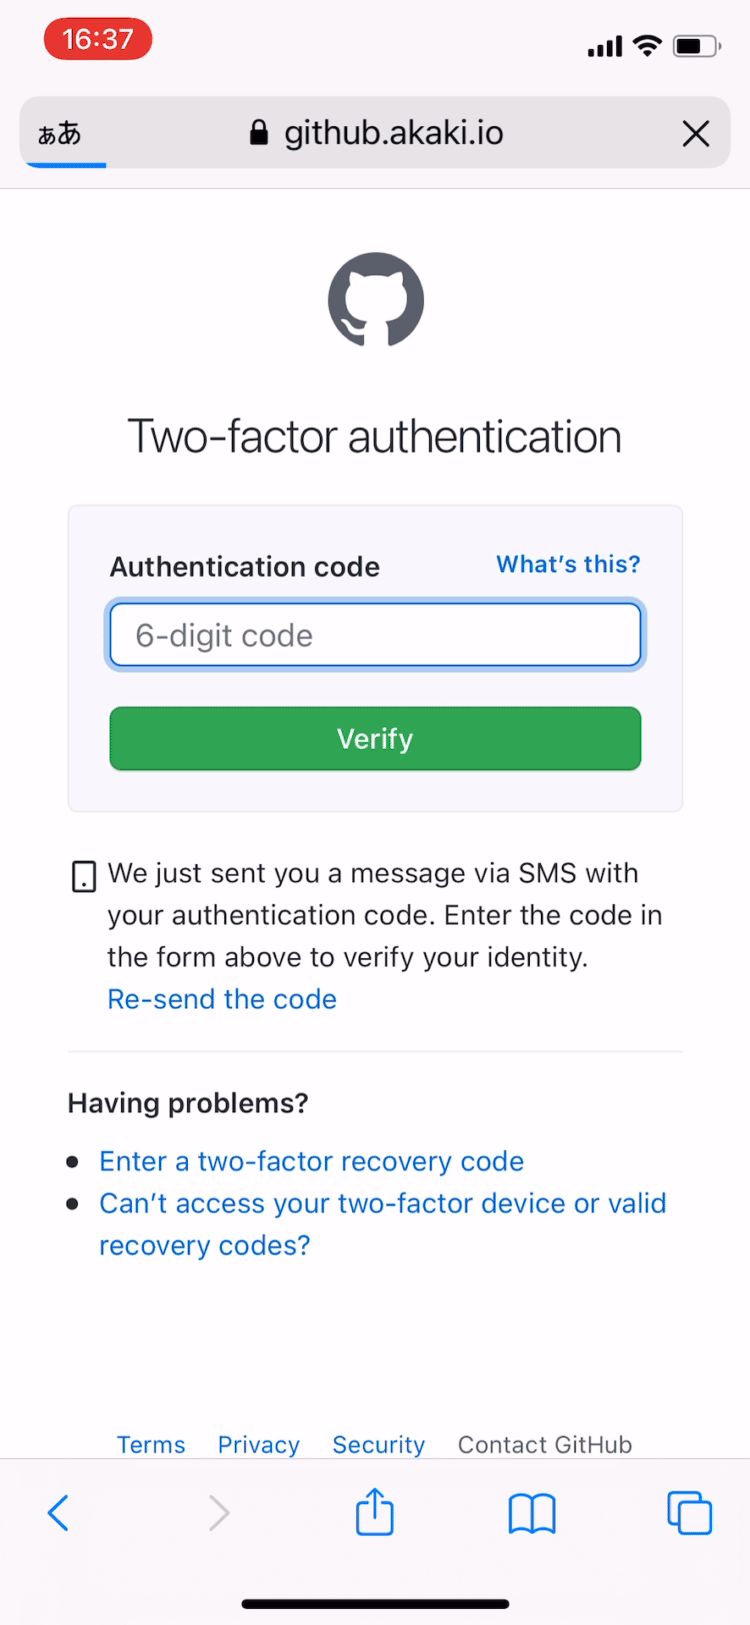 16:37
ぁあ github.akaki.io
Two-factor authentication
Authentication code What's this?
6-digit code
Verify
We just sent you a message via SMS with
your authentication code. Enter the code in
the form above to verify your identity.
Re-send the code
Having problems?
Enter a two-factor recovery code
Can't access your two-factor device or valid
recovery codes?
Terms Privacy Security Contact GitHub